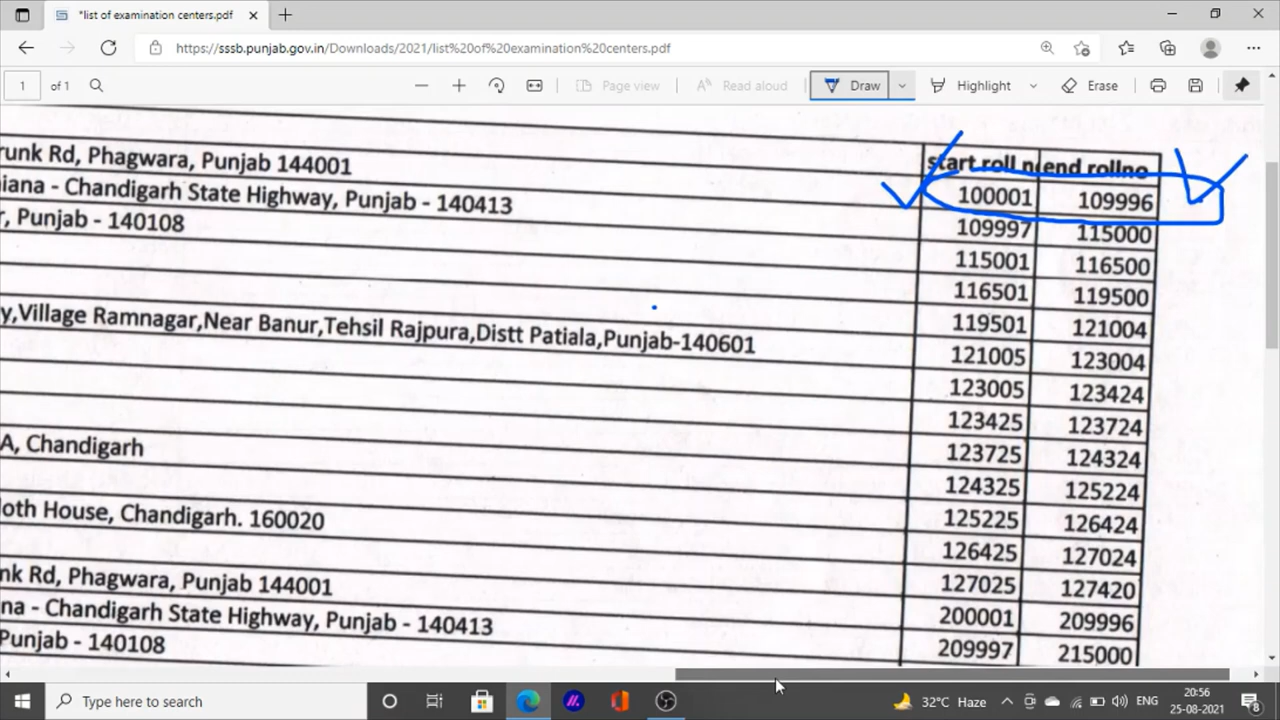 *list of examination centers.pdf
https://sssb.punjab.gov.in/Downloads/2021/list%20of%20examination%20centers.pdf
1 of 1 Page view Read aloud Draw Highlight Erase
start roll n end rollno
runk Rd, Phagwara, Punjab 144001 100001 109996
iana - Chandigarh State Highway, Punjab - 140413 109997 115000
r, Punjab - 140108 115001 116500
116501 119500
119501 121004
y,Village Ramnagar,Near Banur,Tehsil Rajpura,Distt Patiala,Punjab-140601 121005 123004
123005 123424
123425 123724
123725 124324
A, Chandigarh 124325 125224
125225 126424
loth House, Chandigarh. 160020 126425 127024
127025 127420
nk Rd, Phagwara, Punjab 144001 200001 209996
na - Chandigarh State Highway, Punjab - 140413 209997 215000
Punjab - 140108
Type here to search 32°C Haze ENG 20:56
25-08-2021 8